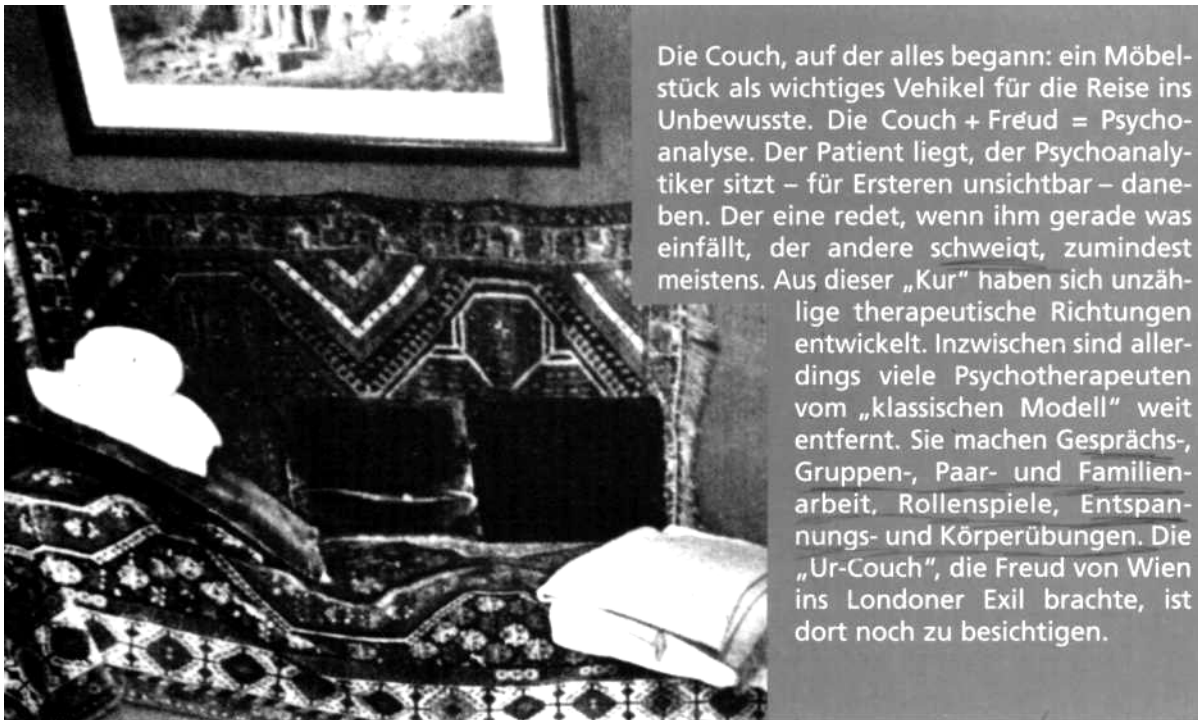 Die Couch, auf der alles begann: ein Möbel-
stück als wichtiges Vehikel für die Reise ins
Unbewusste. Die Couch + Freud = Psycho-
analyse. Der Patient liegt, der Psychoanaly-
tiker sitzt – für Ersteren unsichtbar – dane-
ben. Der eine redet, wenn ihm gerade was
einfällt, der andere schweigt, zumindest
meistens. Aus dieser „Kur“ haben sich unzäh-
lige therapeutische Richtungen
entwickelt. Inzwischen sind aller-
dings viele Psychotherapeuten
vom „klassischen Modell“ weit
entfernt. Sie machen Gesprächs-,
Gruppen-, Paar- und Familien-
arbeit, Rollenspiele, Entspan-
nungs- und Körperübungen. Die
„Ur-Couch“, die Freud von Wien
ins Londoner Exil brachte, ist
dort noch zu besichtigen.